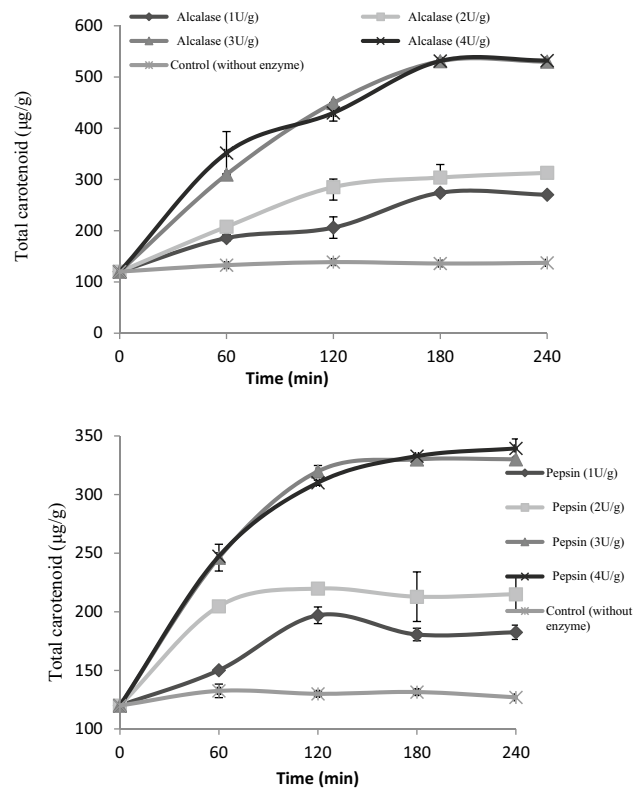 Alcalase (1U/g)
Alcalase (2U/g)
Alcalase (3U/g)
Alcalase (4U/g)
Control (without enzyme)
Total carotenoid (µg/g)
600
500
400
300
200
100
0
0 60 120 180 240
Time (min)
Total carotenoid (µg/g)
350
300
250
200
150
100
0 60 120 180 240
Time (min)
Pepsin (1U/g)
Pepsin (2U/g)
Pepsin (3U/g)
Pepsin (4U/g)
Control (without
enzyme)